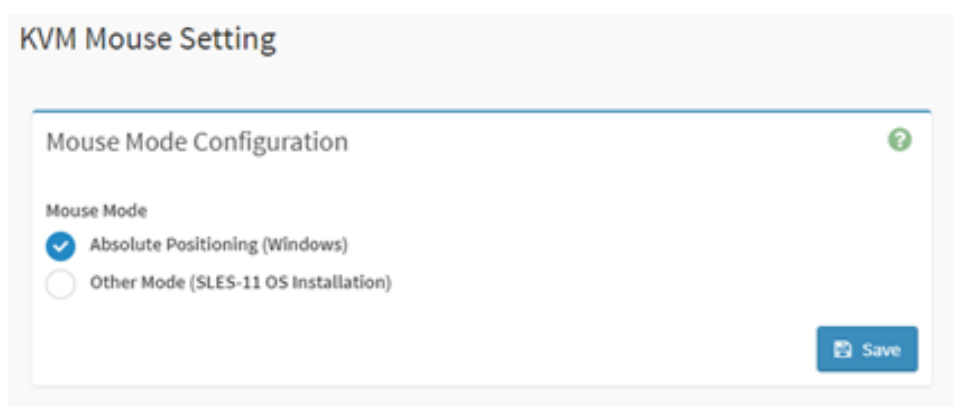 KVM Mouse Setting
Mouse Mode Configuration
Mouse Mode
Absolute Positioning (Windows)
Other Mode (SLES-11 OS Installation)
Save